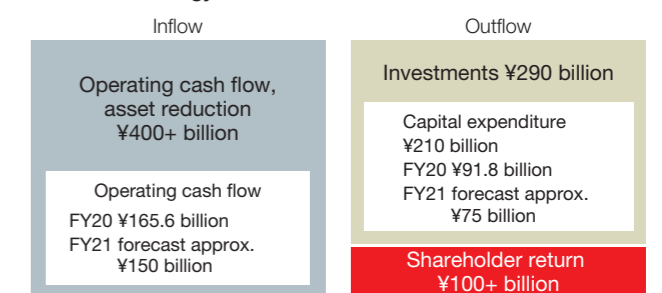 Inflow
Operating cash flow,
asset reduction
¥400+ billion
Operating cash flow
FY20 ¥165.6 billion
FY21 forecast approx.
¥150 billion
Outflow
Investments ¥290 billion
Capital expenditure
¥210 billion
FY20 ¥91.8 billion
FY21 forecast approx.
¥75 billion
Shareholder return
¥100+ billion